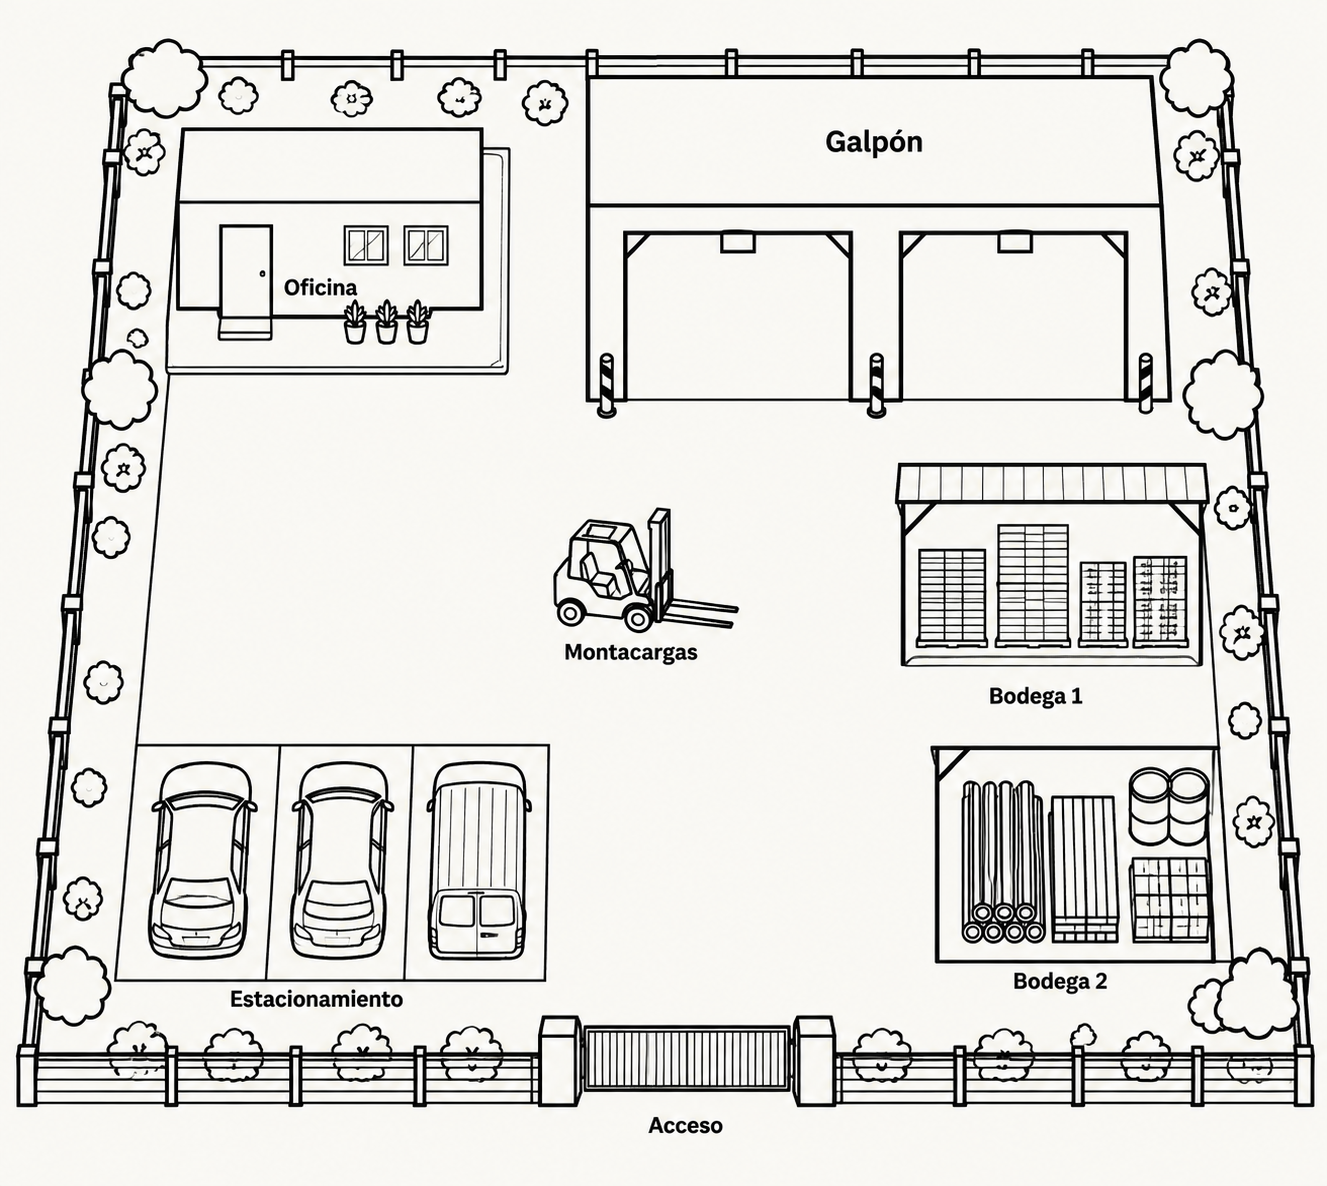 Galpón
Oficina
Montacargas
Bodega 1
Bodega 2
Estacionamiento
Acceso